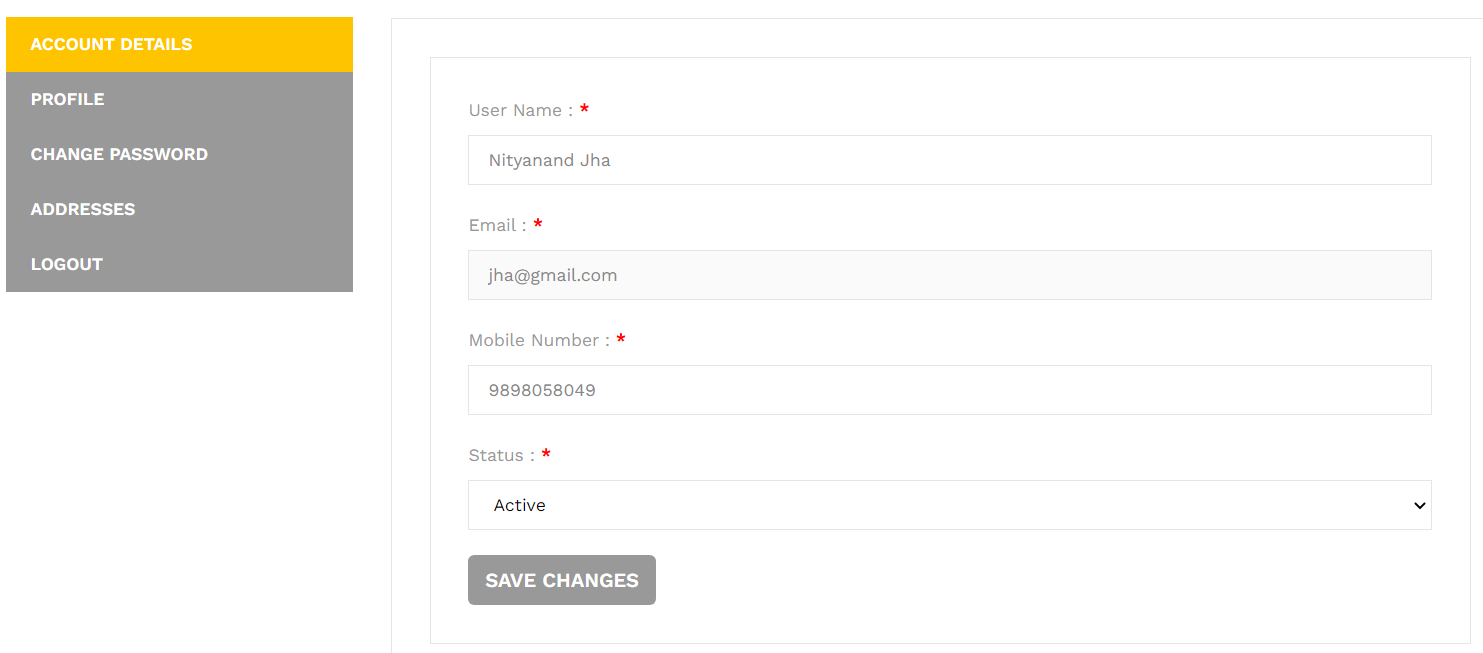 ACCOUNT DETAILS
PROFILE
CHANGE PASSWORD
ADDRESSES
LOGOUT
User Name : *
Nityanand Jha
Email : *
jha@gmail.com
Mobile Number : *
9898058049
Status : *
Active
SAVE CHANGES